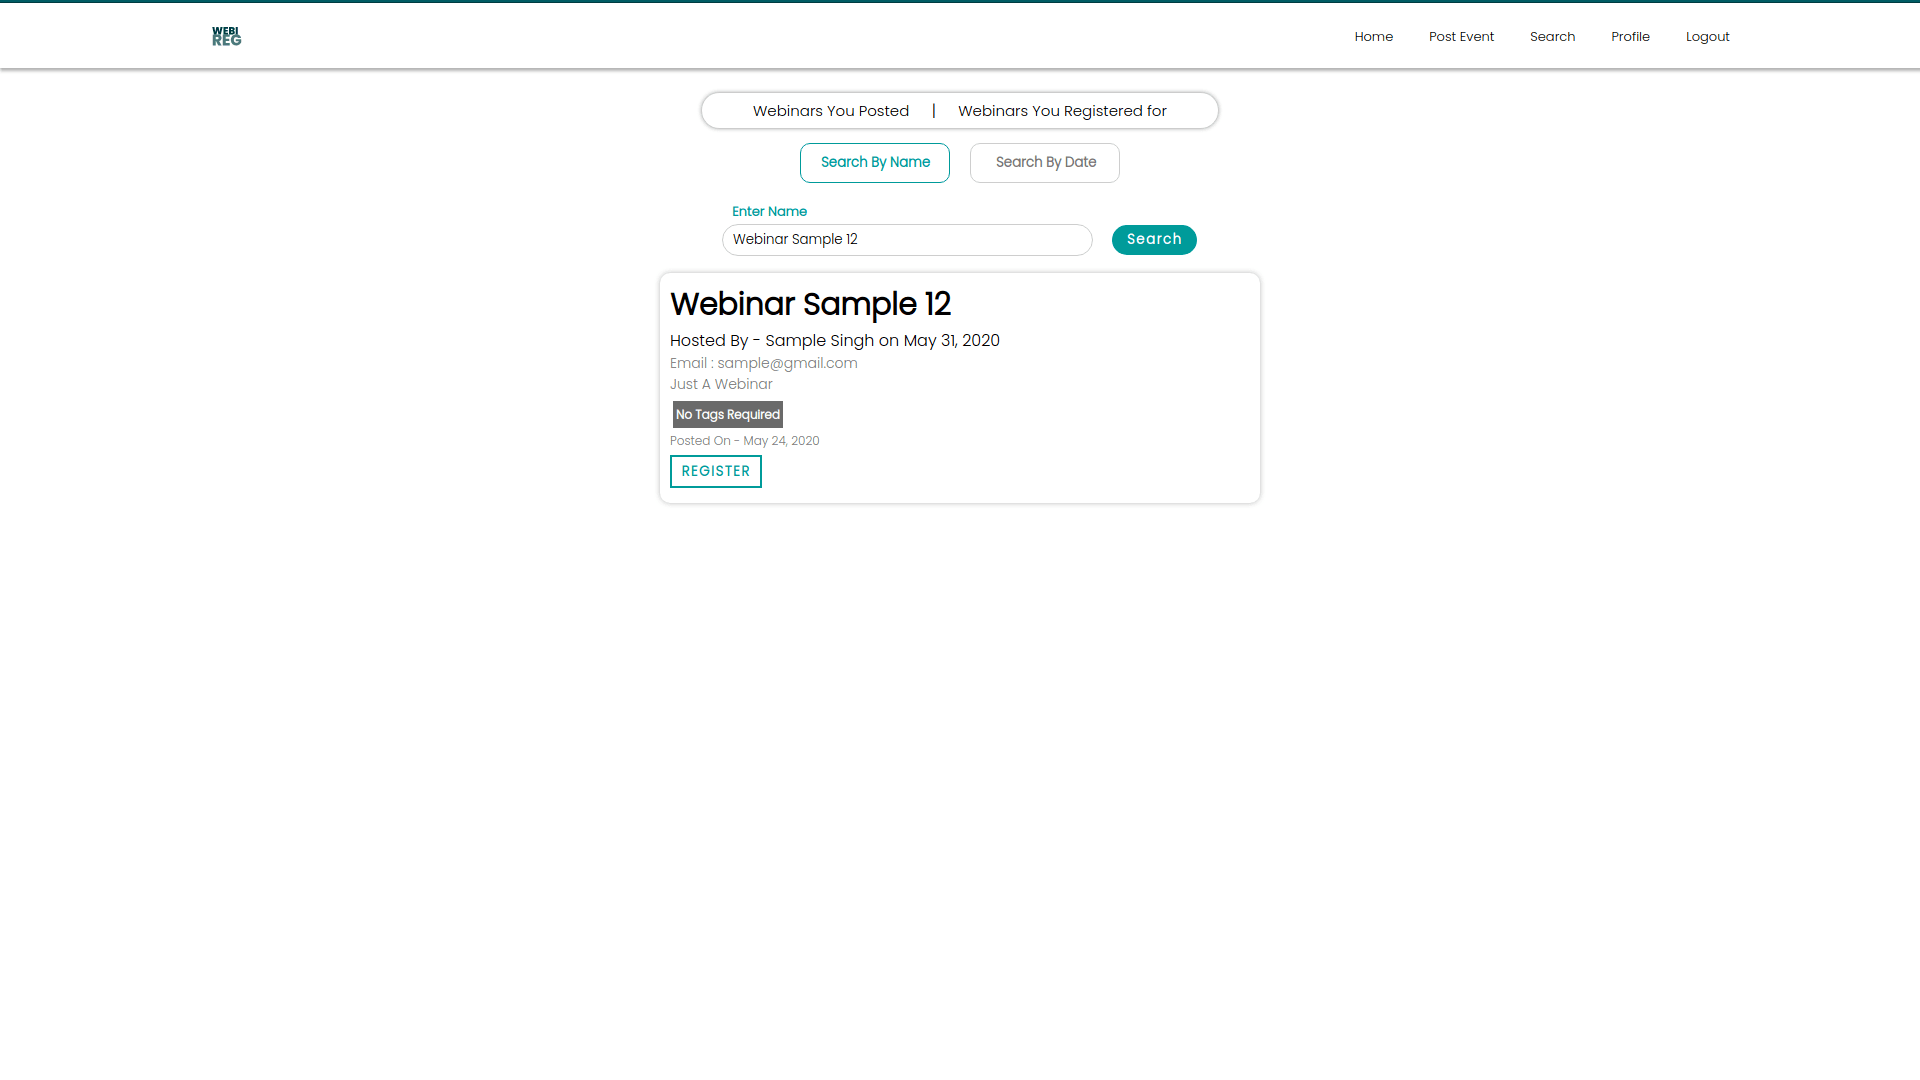 WEBI
REG
Home Post Event Search Profile Logout
Webinars You Posted | Webinars You Registered for
Search By Name Search By Date
Enter Name
Webinar Sample 12 Search
Webinar Sample 12
Hosted By - Sample Singh on May 31, 2020
Email : sample@gmail.com
Just A Webinar
No Tags Required
Posted On - May 24, 2020
REGISTER